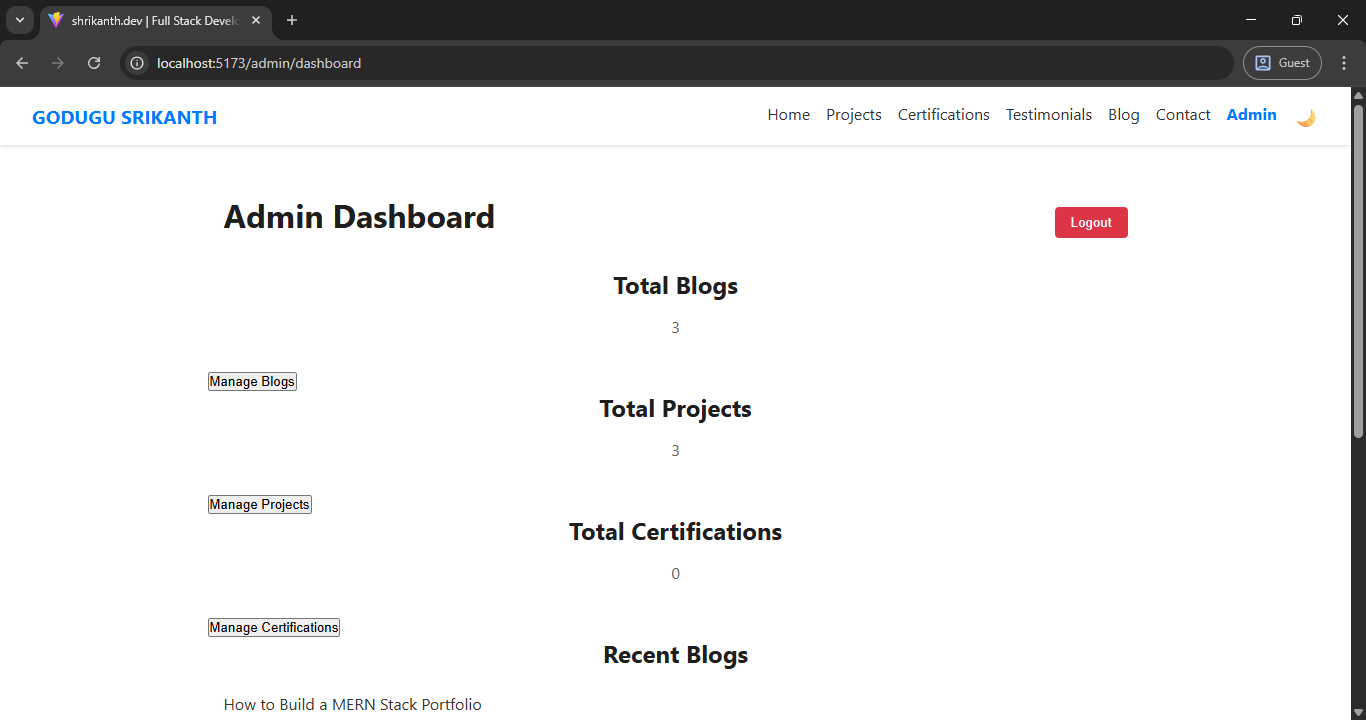 shrikanth.dev | Full Stack Develo
localhost:5173/admin/dashboard
Guest
GODUGU SRIKANTH
Home Projects Certifications Testimonials Blog Contact Admin
Admin Dashboard
Logout
Total Blogs
3
Manage Blogs
Total Projects
3
Manage Projects
Total Certifications
0
Manage Certifications
Recent Blogs
How to Build a MERN Stack Portfolio